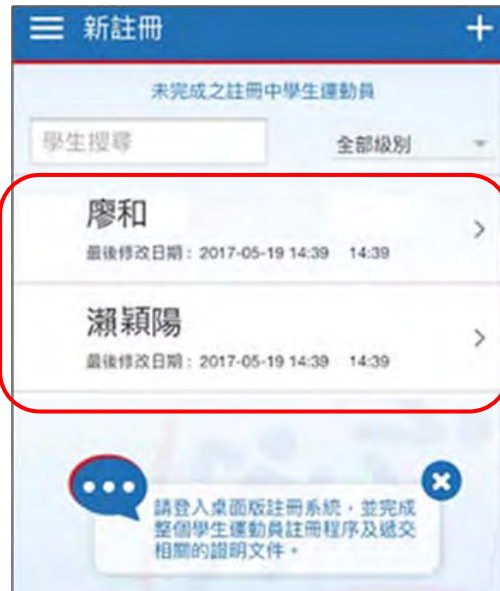 新註冊
未完成之註冊中學生運動員
學生搜尋 全部級別
廖和
最後修改日期：2017-05-19 14:39 14:39
瀨穎陽
最後修改日期：2017-05-19 14:39 14:39
請登入桌面版註冊系統，並完成
整個學生運動員註冊程序及遞交
相關的證明文件。